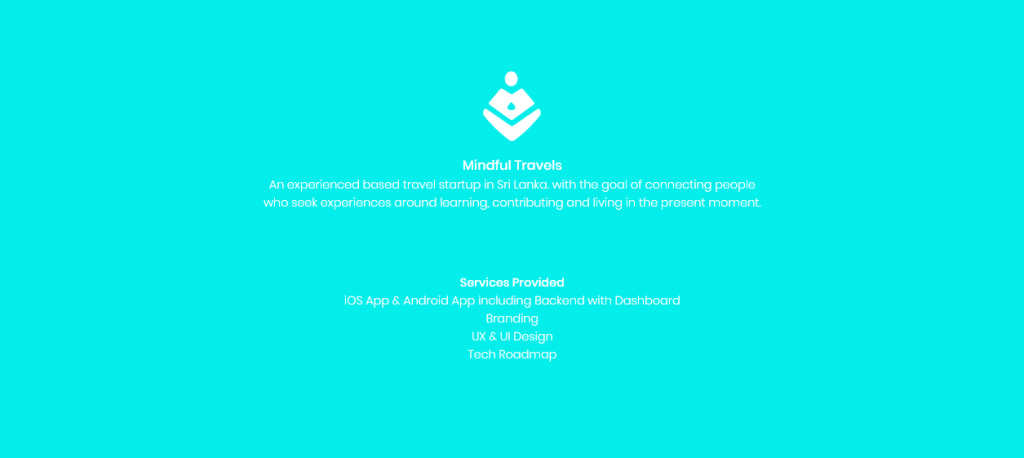 Mindful Travels
An experienced based travel startup in Sri Lanka, with the goal of connecting people
who seek experiences around learning, contributing and living in the present moment.
Services Provided
iOS App & Android App including Backend with Dashboard
Branding
UX & UI Design
Tech Roadmap